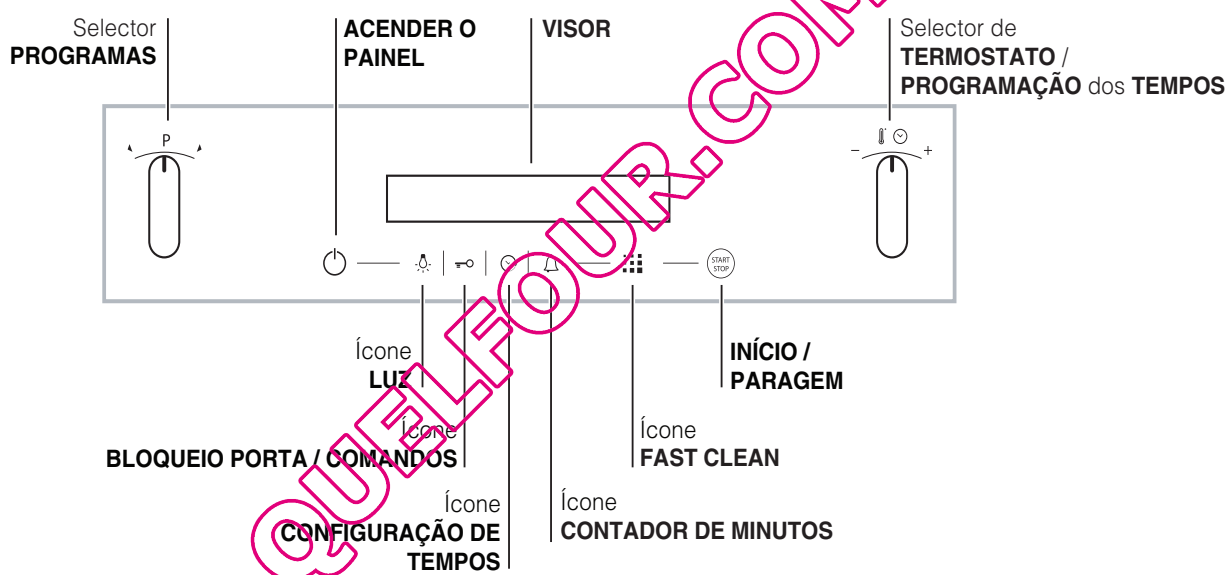 Selector
PROGRAMAS
ACENDER O
PAINEL
VISOR
Selector de
TERMOSTATO /
PROGRAMAÇÃO dos TEMPOS
P
- +
START
STOP
Ícone
LUZ
INÍCIO /
PARAGEM
Ícone
BLOQUEIO PORTA / COMANDOS
Ícone
FAST CLEAN
Ícone
CONFIGURAÇÃO DE
TEMPOS
Ícone
CONTADOR DE MINUTOS
QUELFOUR.COM